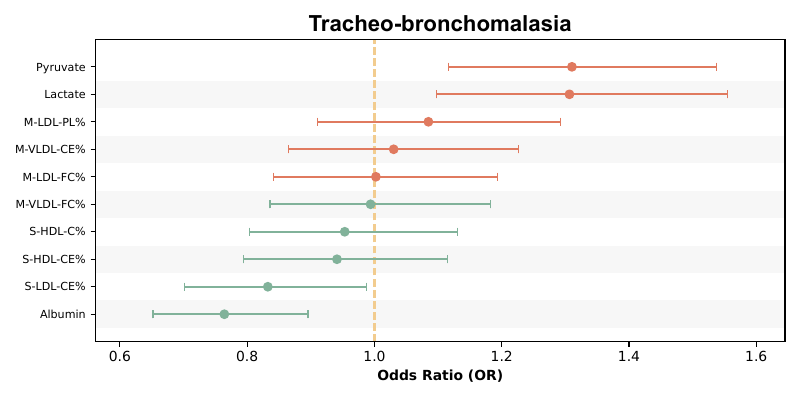 Tracheo-bronchomalasia
Pyruvate
Lactate
M-LDL-PL%
M-VLDL-CE%
M-LDL-FC%
M-VLDL-FC%
S-HDL-C%
S-HDL-CE%
S-LDL-CE%
Albumin
0.6 0.8 1.0 1.2 1.4 1.6
Odds Ratio (OR)